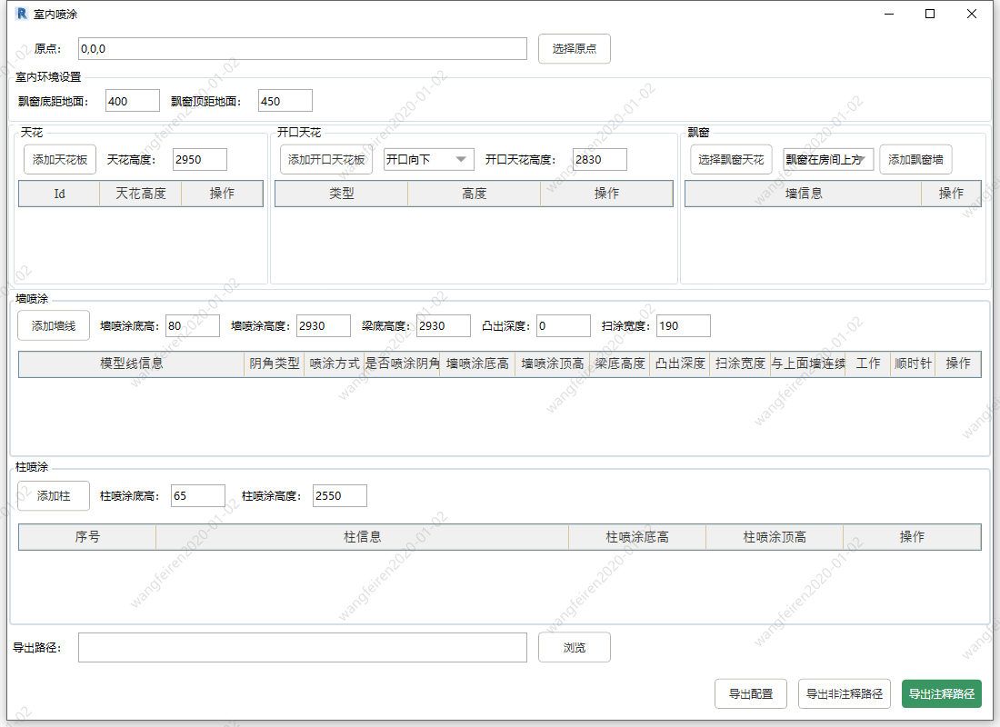 室内喷涂
原点： 0,0,0 选择原点
室内环境设置
飘窗底距地面： 400 飘窗顶距地面： 450
天花 开口天花 飘窗
添加天花板 天花高度： 2950 添加开口天花板 开口向下 开口天花高度： 2830 选择飘窗天花 飘窗在房间上方 添加飘窗墙
Id 天花高度 操作 类型 高度 操作 墙信息 操作
墙喷涂
添加墙线 墙喷涂底高： 80 墙喷涂高度： 2930 梁底高度： 2930 凸出深度： 0 扫涂宽度： 190
模型线信息 阴角类型 喷涂方式 是否喷涂阴角 墙喷涂底高 墙喷涂顶高 梁底高度 凸出深度 扫涂宽度 与上面墙连续 工作 顺时针 操作
柱喷涂
添加柱 柱喷涂底高： 65 柱喷涂高度： 2550
序号 柱信息 柱喷涂底高 柱喷涂顶高 操作
导出路径： 浏览
导出配置 导出非注释路径 导出注释路径
wangfeiren2020-01-02